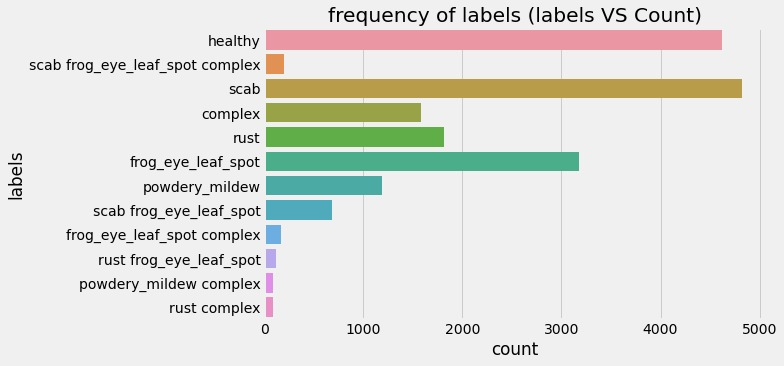 frequency of labels (labels VS Count)
labels
healthy
scab frog_eye_leaf_spot complex
scab
complex
rust
frog_eye_leaf_spot
powdery_mildew
scab frog_eye_leaf_spot
frog_eye_leaf_spot complex
rust frog_eye_leaf_spot
powdery_mildew complex
rust complex
0 1000 2000 3000 4000 5000
count